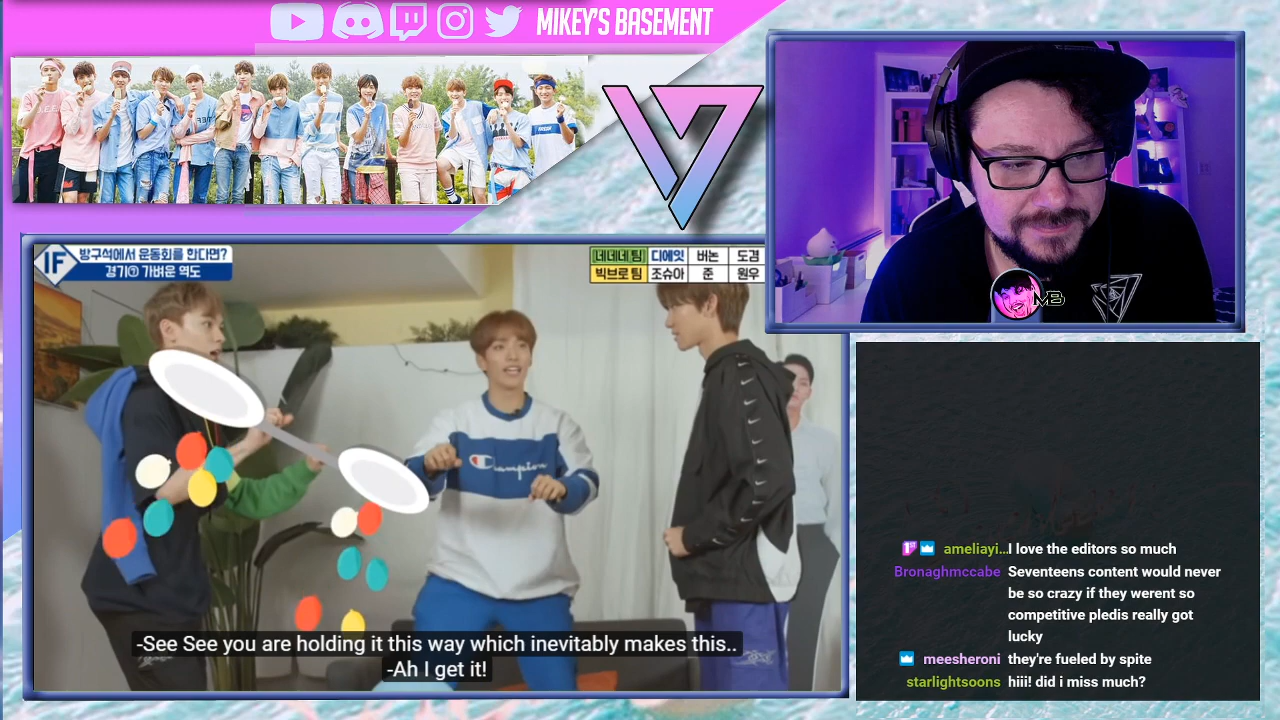 MIKEY'S BASEMENT
IF
방구석에서 운동회를 한다면?
경기① 가벼운 역도
네네네 팀 디에잇 버논 도겸
빅브로 팀 조슈아 준 원우
Champion
MB
-See See you are holding it this way which inevitably makes this..
-Ah I get it!
ameliayi... I love the editors so much
Bronaghmccabe Seventeens content would never
be so crazy if they werent so
competitive pledis really got
lucky
meesheroni they're fueled by spite
starlightsoons hiii! did i miss much?